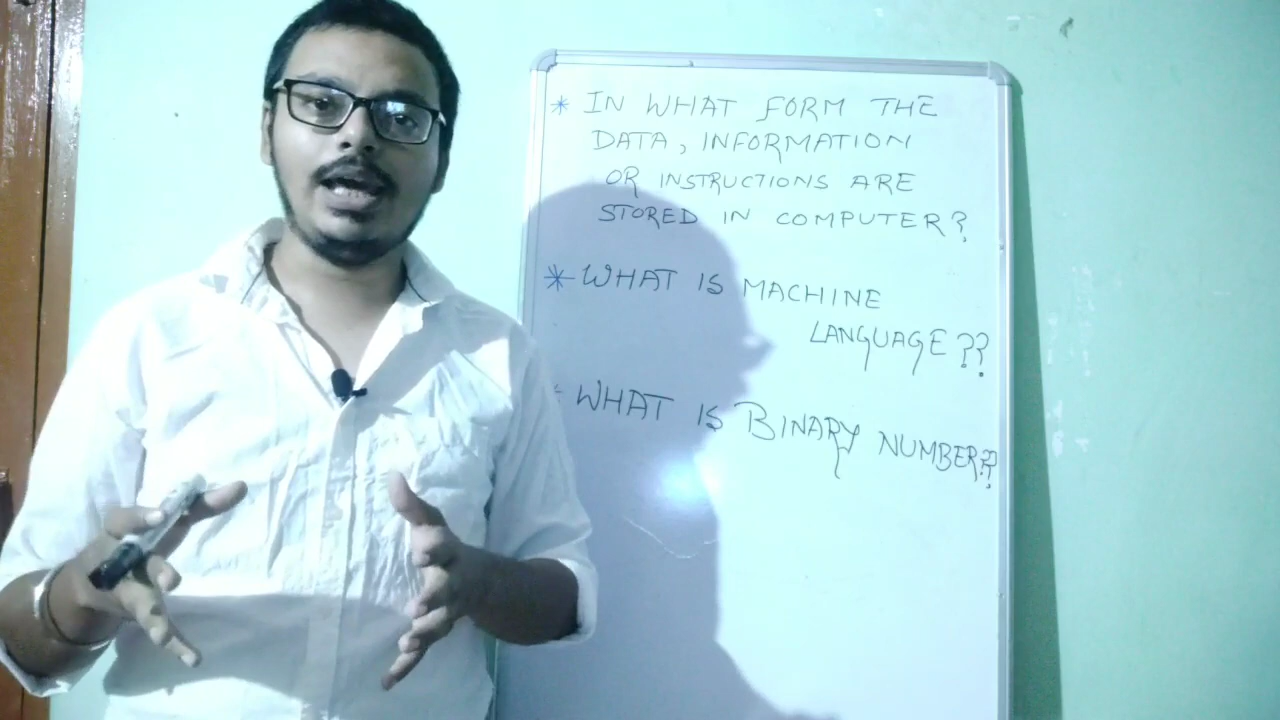 * IN WHAT FORM THE
DATA, INFORMATION
OR INSTRUCTIONS ARE
STORED IN COMPUTER?
* WHAT IS MACHINE
LANGUAGE??
* WHAT IS BINARY NUMBER??